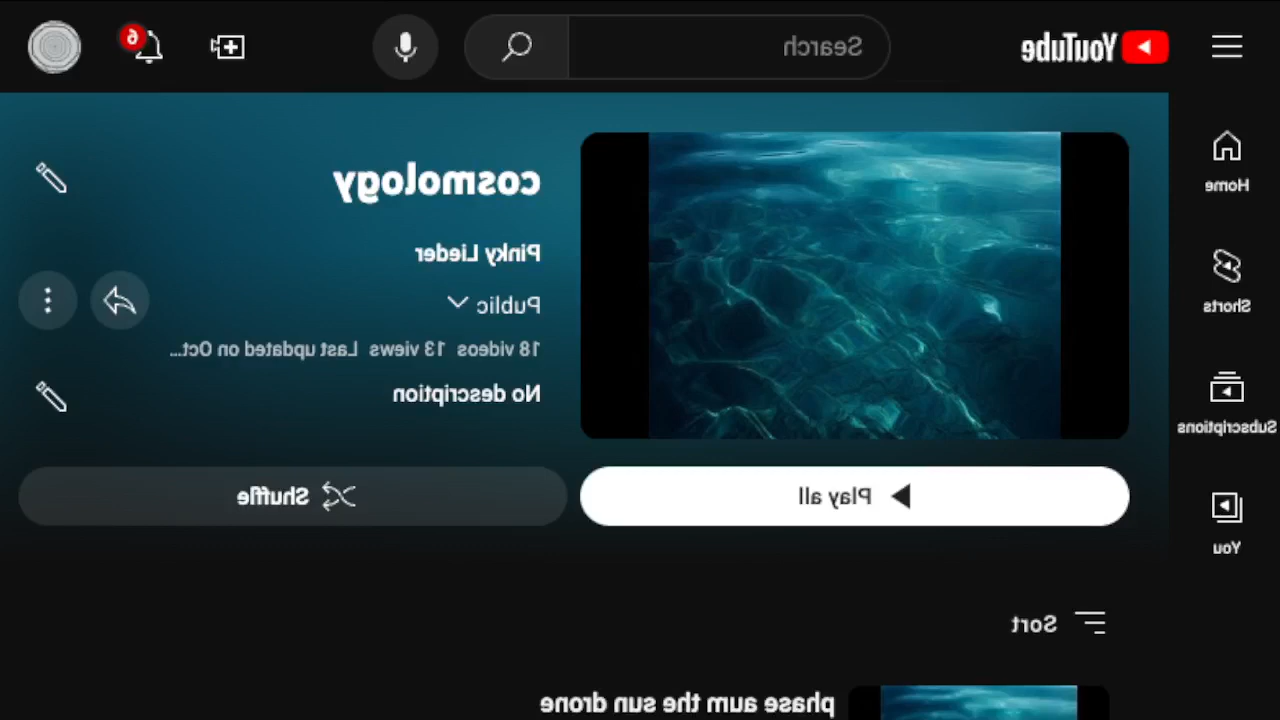 YouTube
Search
6
Home
Shorts
Subscriptions
You
cosmology
Pinky Lieder
Public
18 videos 13 views Last updated on Oct...
No description
Play all
Shuffle
Sort
phase aum the sun drone